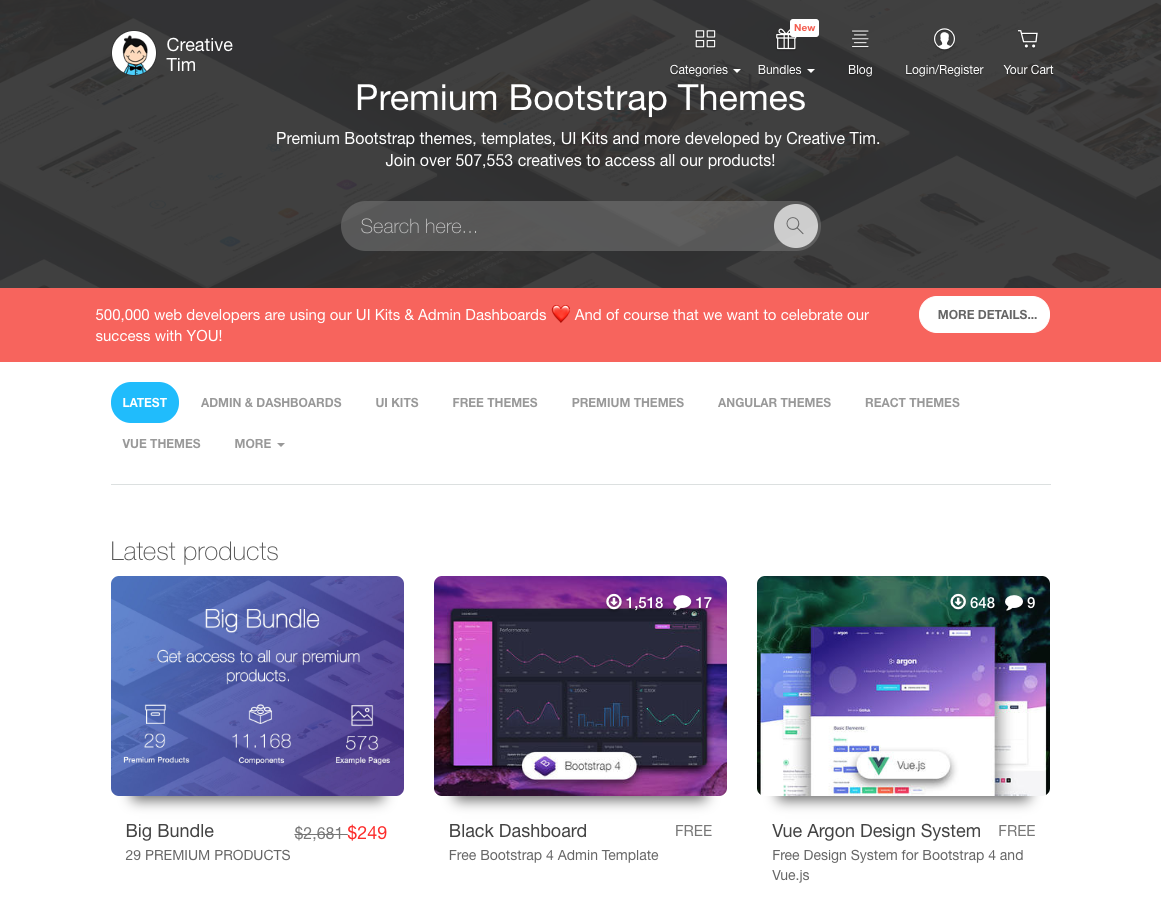 Creative
Tim
New
Categories
Bundles
Blog
Login/Register
Your Cart
Premium Bootstrap Themes
Premium Bootstrap themes, templates, UI Kits and more developed by Creative Tim.
Join over 507,553 creatives to access all our products!
Search here...
500,000 web developers are using our UI Kits & Admin Dashboards ❤️ And of course that we want to celebrate our
success with YOU!
MORE DETAILS...
LATEST ADMIN & DASHBOARDS UI KITS FREE THEMES PREMIUM THEMES ANGULAR THEMES REACT THEMES
VUE THEMES MORE
Latest products
Big Bundle
Get access to all our premium
products.
29 11.168 573
Premium Products Components Example Pages
Big Bundle $2,681 $249
29 PREMIUM PRODUCTS
1,518 17
Performance
Bootstrap 4
Black Dashboard FREE
Free Bootstrap 4 Admin Template
648 9
argon
Basic Elements
Vue.js
Vue Argon Design System FREE
Free Design System for Bootstrap 4 and
Vue.js